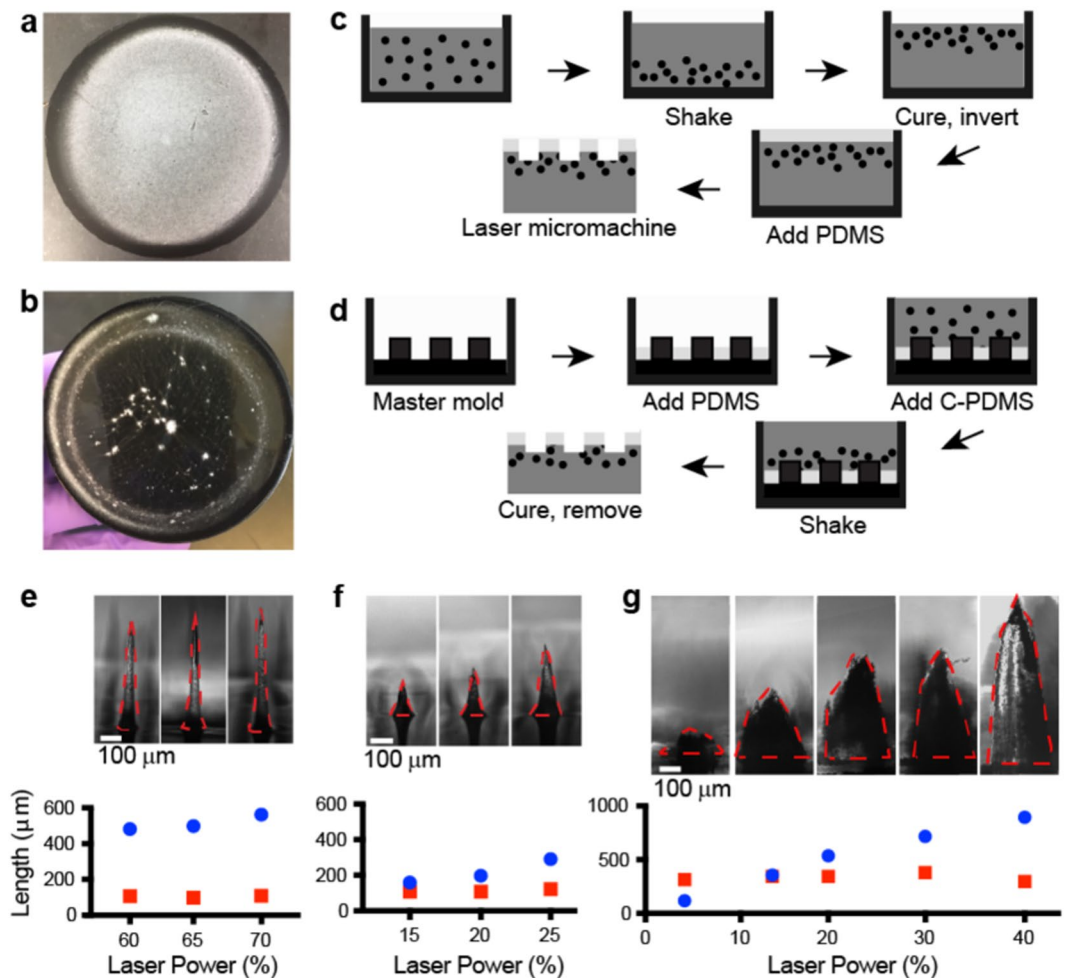 a
c
Shake
Cure, invert
Laser micromachine
Add PDMS
b
d
Master mold
Add PDMS
Add C-PDMS
Cure, remove
Shake
e
f
g
100 μm
100 μm
100 μm
Length (μm)
600
400
200
0
60
65
70
Laser Power (%)
600
400
200
0
15
20
25
Laser Power (%)
1000
500
0
0
10
20
30
40
Laser Power (%)